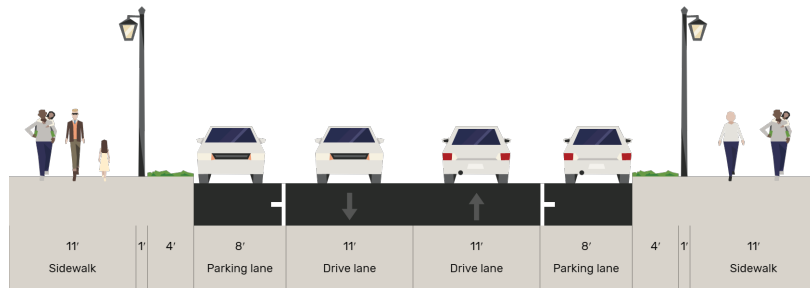 11′ 1′ 4′ 8′ 11′ 11′ 8′ 4′ 1′ 11′
Sidewalk Parking lane Drive lane Drive lane Parking lane Sidewalk